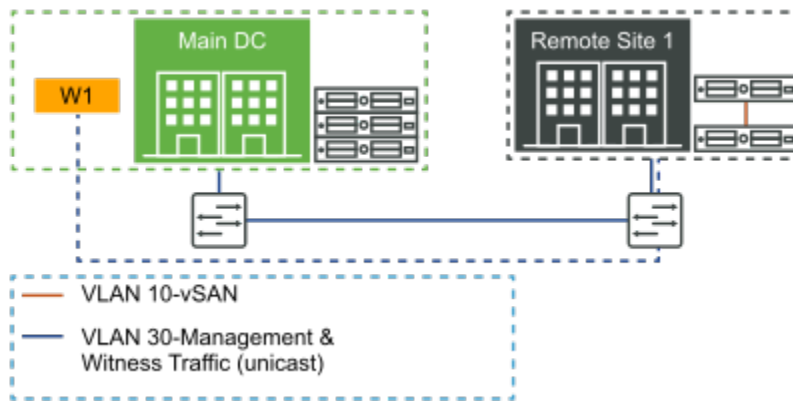 Main DC
Remote Site 1
W1
VLAN 10-vSAN
VLAN 30-Management &
Witness Traffic (unicast)